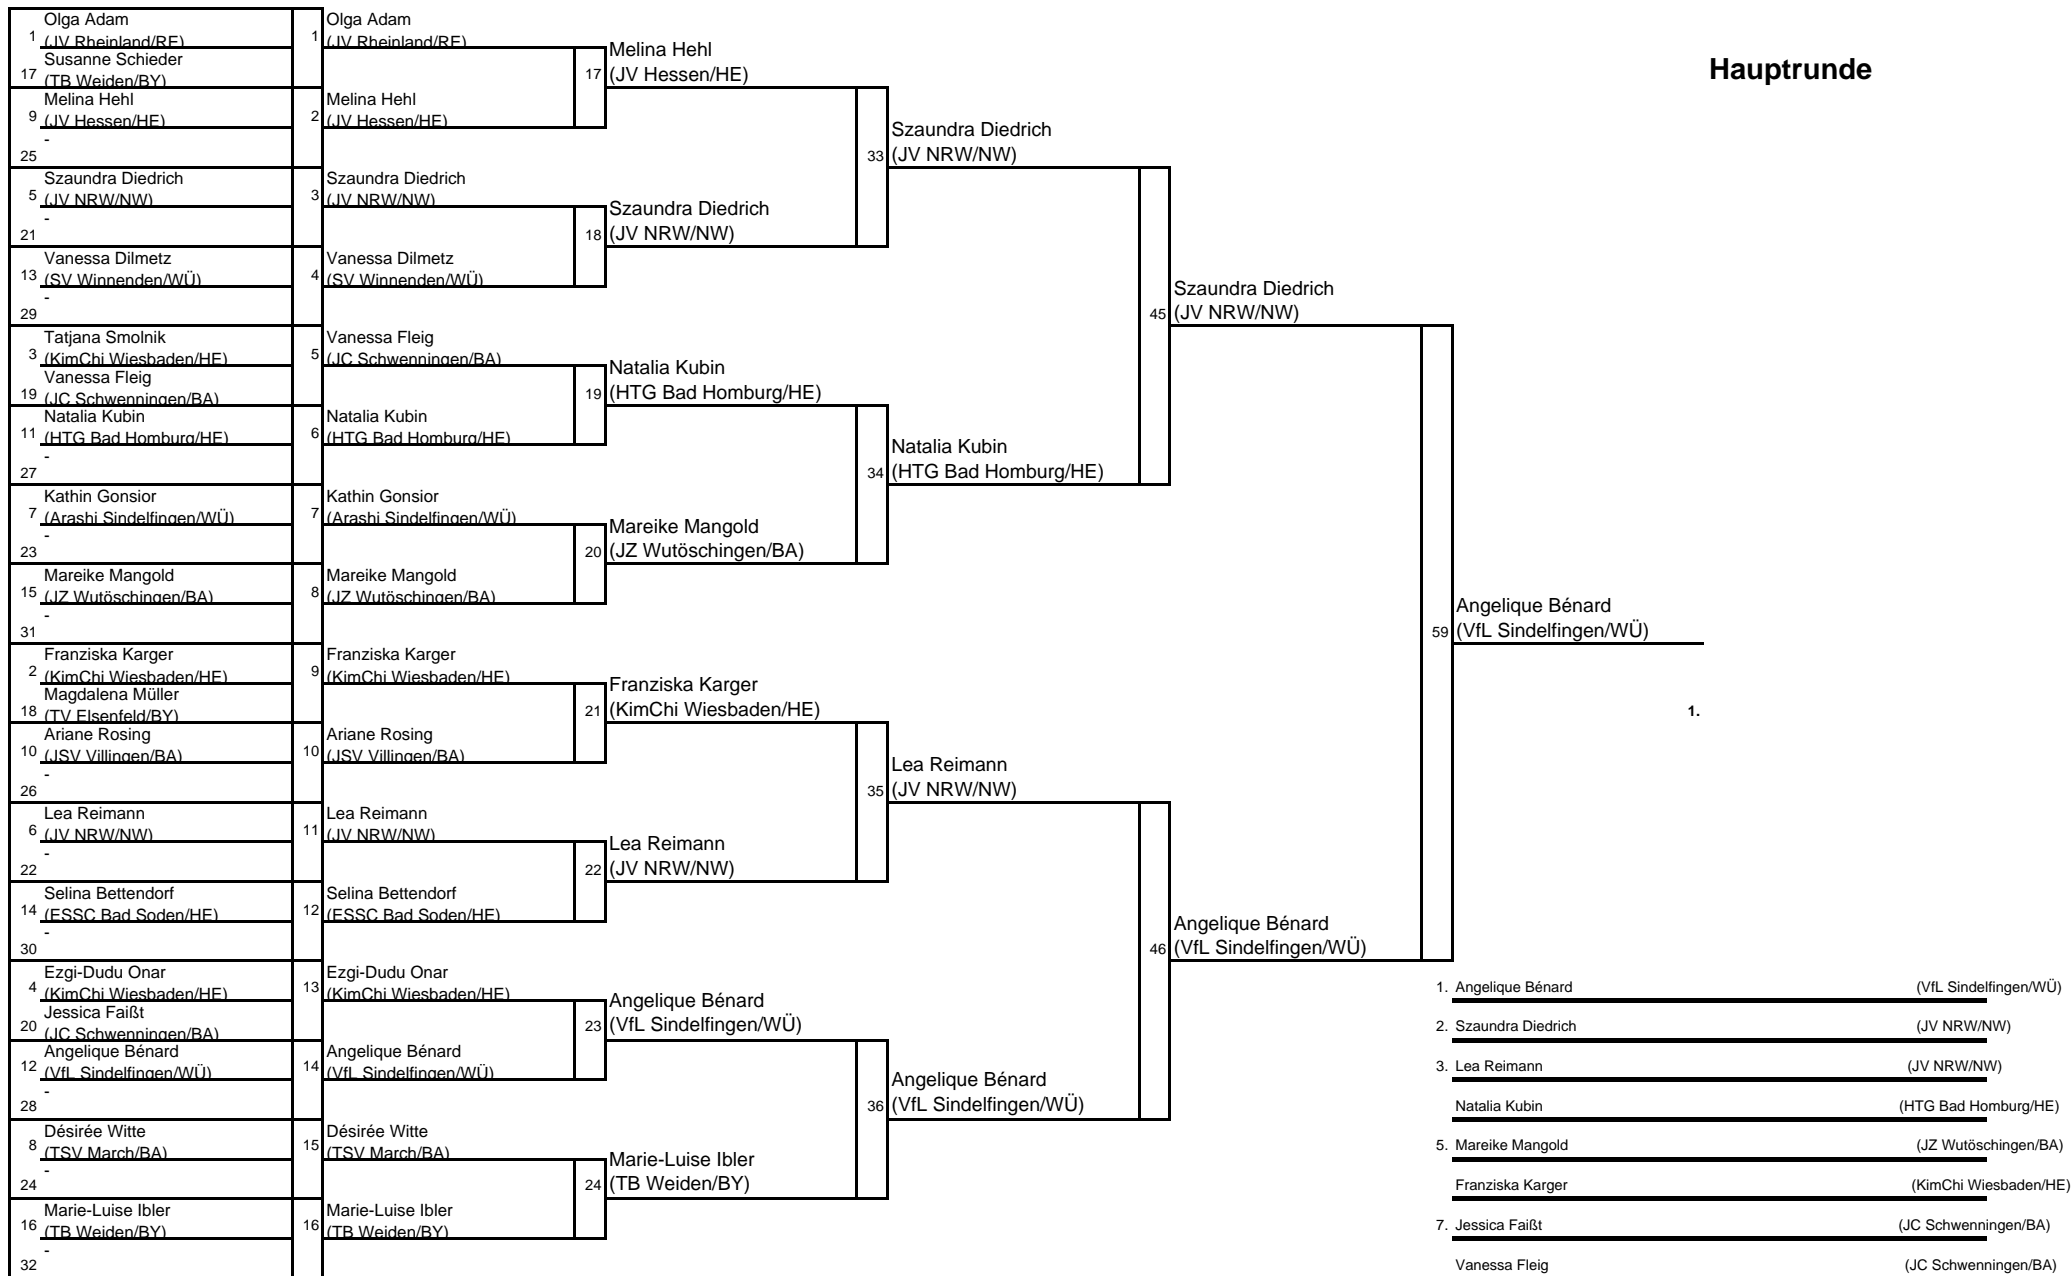 Hauptrunde
1 Olga Adam
(JV Rheinland/RE)
17 Susanne Schieder
(TB Weiden/BY)
9 Melina Hehl
(JV Hessen/HE)
25 -
5 Szaundra Diedrich
(JV NRW/NW)
21 -
13 Vanessa Dilmetz
(SV Winnenden/WÜ)
29 -
3 Tatjana Smolnik
(KimChi Wiesbaden/HE)
19 Vanessa Fleig
(JC Schwenningen/BA)
11 Natalia Kubin
(HTG Bad Homburg/HE)
27 -
7 Kathin Gonsior
(Arashi Sindelfingen/WÜ)
23 -
15 Mareike Mangold
(JZ Wutöschingen/BA)
31 -
2 Franziska Karger
(KimChi Wiesbaden/HE)
18 Magdalena Müller
(TV Elsenfeld/BY)
10 Ariane Rosing
(JSV Villingen/BA)
26 -
6 Lea Reimann
(JV NRW/NW)
22 -
14 Selina Bettendorf
(ESSC Bad Soden/HE)
30 -
4 Ezgi-Dudu Onar
(KimChi Wiesbaden/HE)
20 Jessica Faißt
(JC Schwenningen/BA)
12 Angelique Bénard
(VfL Sindelfingen/WÜ)
28 -
8 Désirée Witte
(TSV March/BA)
24 -
16 Marie-Luise Ibler
(TB Weiden/BY)
32 -
1 Olga Adam
(JV Rheinland/RE)
2 Melina Hehl
(JV Hessen/HE)
3 Szaundra Diedrich
(JV NRW/NW)
4 Vanessa Dilmetz
(SV Winnenden/WÜ)
5 Vanessa Fleig
(JC Schwenningen/BA)
6 Natalia Kubin
(HTG Bad Homburg/HE)
7 Kathin Gonsior
(Arashi Sindelfingen/WÜ)
8 Mareike Mangold
(JZ Wutöschingen/BA)
9 Franziska Karger
(KimChi Wiesbaden/HE)
10 Ariane Rosing
(JSV Villingen/BA)
11 Lea Reimann
(JV NRW/NW)
12 Selina Bettendorf
(ESSC Bad Soden/HE)
13 Ezgi-Dudu Onar
(KimChi Wiesbaden/HE)
14 Angelique Bénard
(VfL Sindelfingen/WÜ)
15 Désirée Witte
(TSV March/BA)
16 Marie-Luise Ibler
(TB Weiden/BY)
17 Melina Hehl
(JV Hessen/HE)
18 Szaundra Diedrich
(JV NRW/NW)
19 Natalia Kubin
(HTG Bad Homburg/HE)
20 Mareike Mangold
(JZ Wutöschingen/BA)
21 Franziska Karger
(KimChi Wiesbaden/HE)
22 Lea Reimann
(JV NRW/NW)
23 Angelique Bénard
(VfL Sindelfingen/WÜ)
24 Marie-Luise Ibler
(TB Weiden/BY)
33 Szaundra Diedrich
(JV NRW/NW)
34 Natalia Kubin
(HTG Bad Homburg/HE)
35 Lea Reimann
(JV NRW/NW)
36 Angelique Bénard
(VfL Sindelfingen/WÜ)
45 Szaundra Diedrich
(JV NRW/NW)
46 Angelique Bénard
(VfL Sindelfingen/WÜ)
59 Angelique Bénard
(VfL Sindelfingen/WÜ)
1.
1. Angelique Bénard (VfL Sindelfingen/WÜ)
2. Szaundra Diedrich (JV NRW/NW)
3. Lea Reimann (JV NRW/NW)
Natalia Kubin (HTG Bad Homburg/HE)
5. Mareike Mangold (JZ Wutöschingen/BA)
Franziska Karger (KimChi Wiesbaden/HE)
7. Jessica Faißt (JC Schwenningen/BA)
Vanessa Fleig (JC Schwenningen/BA)